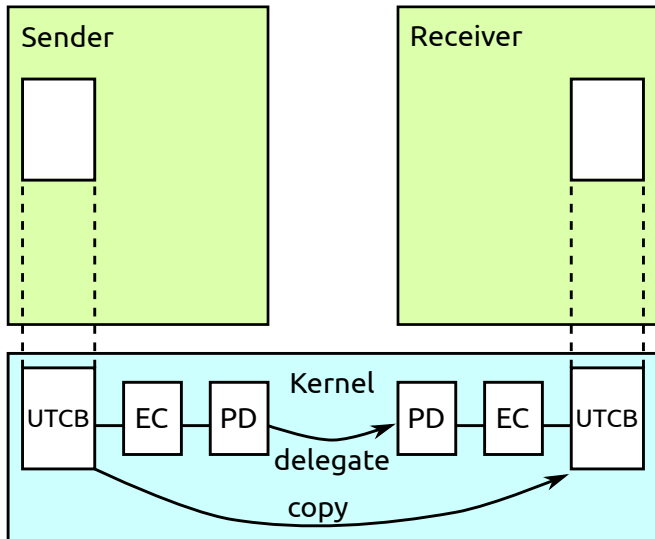 Sender
Receiver
Kernel
UTCB
EC
PD
PD
EC
UTCB
delegate
copy